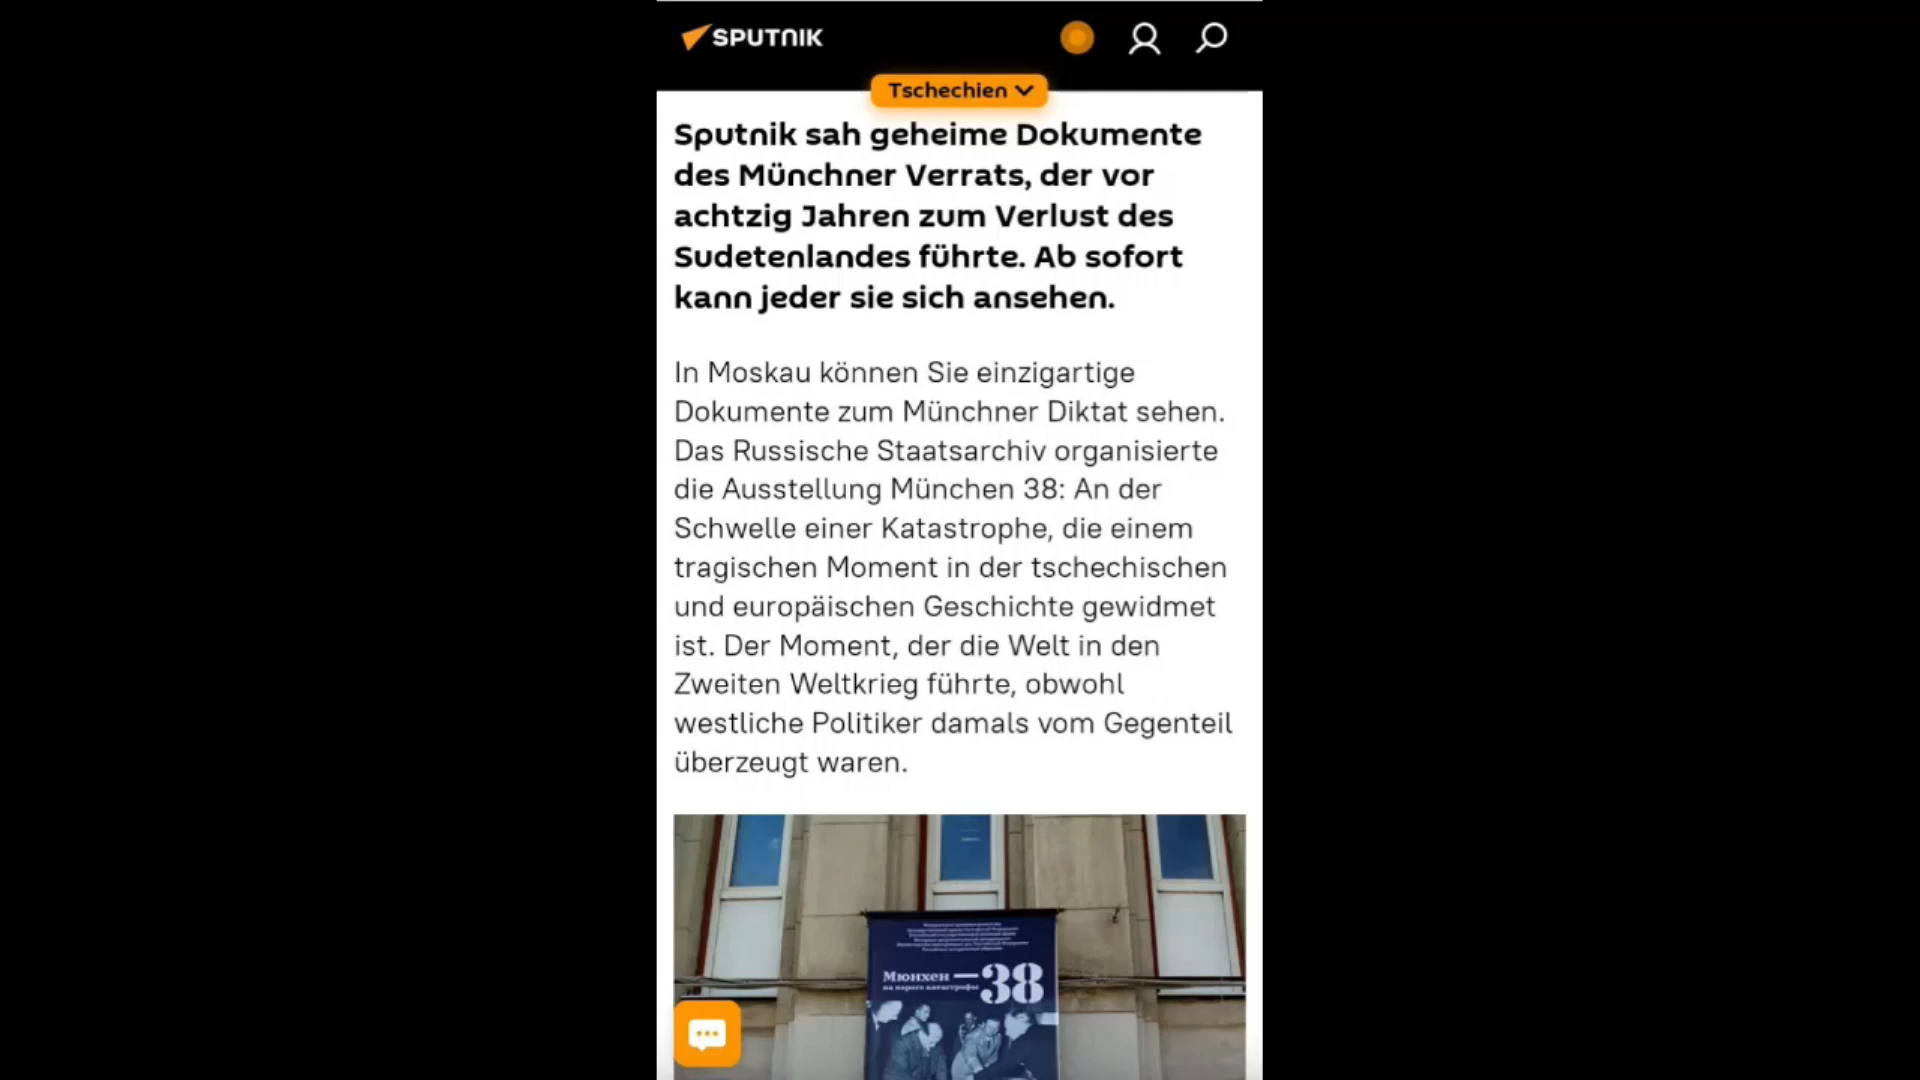 SPUTNIK
Tschechien
Sputnik sah geheime Dokumente
des Münchner Verrats, der vor
achtzig Jahren zum Verlust des
Sudetenlandes führte. Ab sofort
kann jeder sie sich ansehen.
In Moskau können Sie einzigartige
Dokumente zum Münchner Diktat sehen.
Das Russische Staatsarchiv organisierte
die Ausstellung München 38: An der
Schwelle einer Katastrophe, die einem
tragischen Moment in der tschechischen
und europäischen Geschichte gewidmet
ist. Der Moment, der die Welt in den
Zweiten Weltkrieg führte, obwohl
westliche Politiker damals vom Gegenteil
überzeugt waren.
Мюнхен —38
на пороге катастрофы